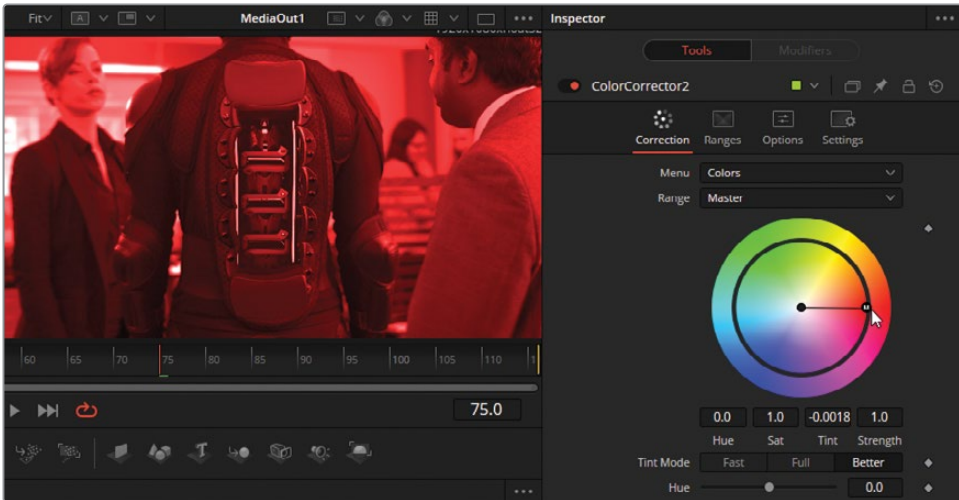 Fit A MediaOut1 Inspector
Tools Modifiers
ColorCorrector2
Correction Ranges Options Settings
Menu Colors
Range Master
60 65 70 75 80 85 90 95 100 105 110
75.0
0.0 1.0 -0.0018 1.0
Hue Sat Tint Strength
Tint Mode Fast Full Better
Hue 0.0